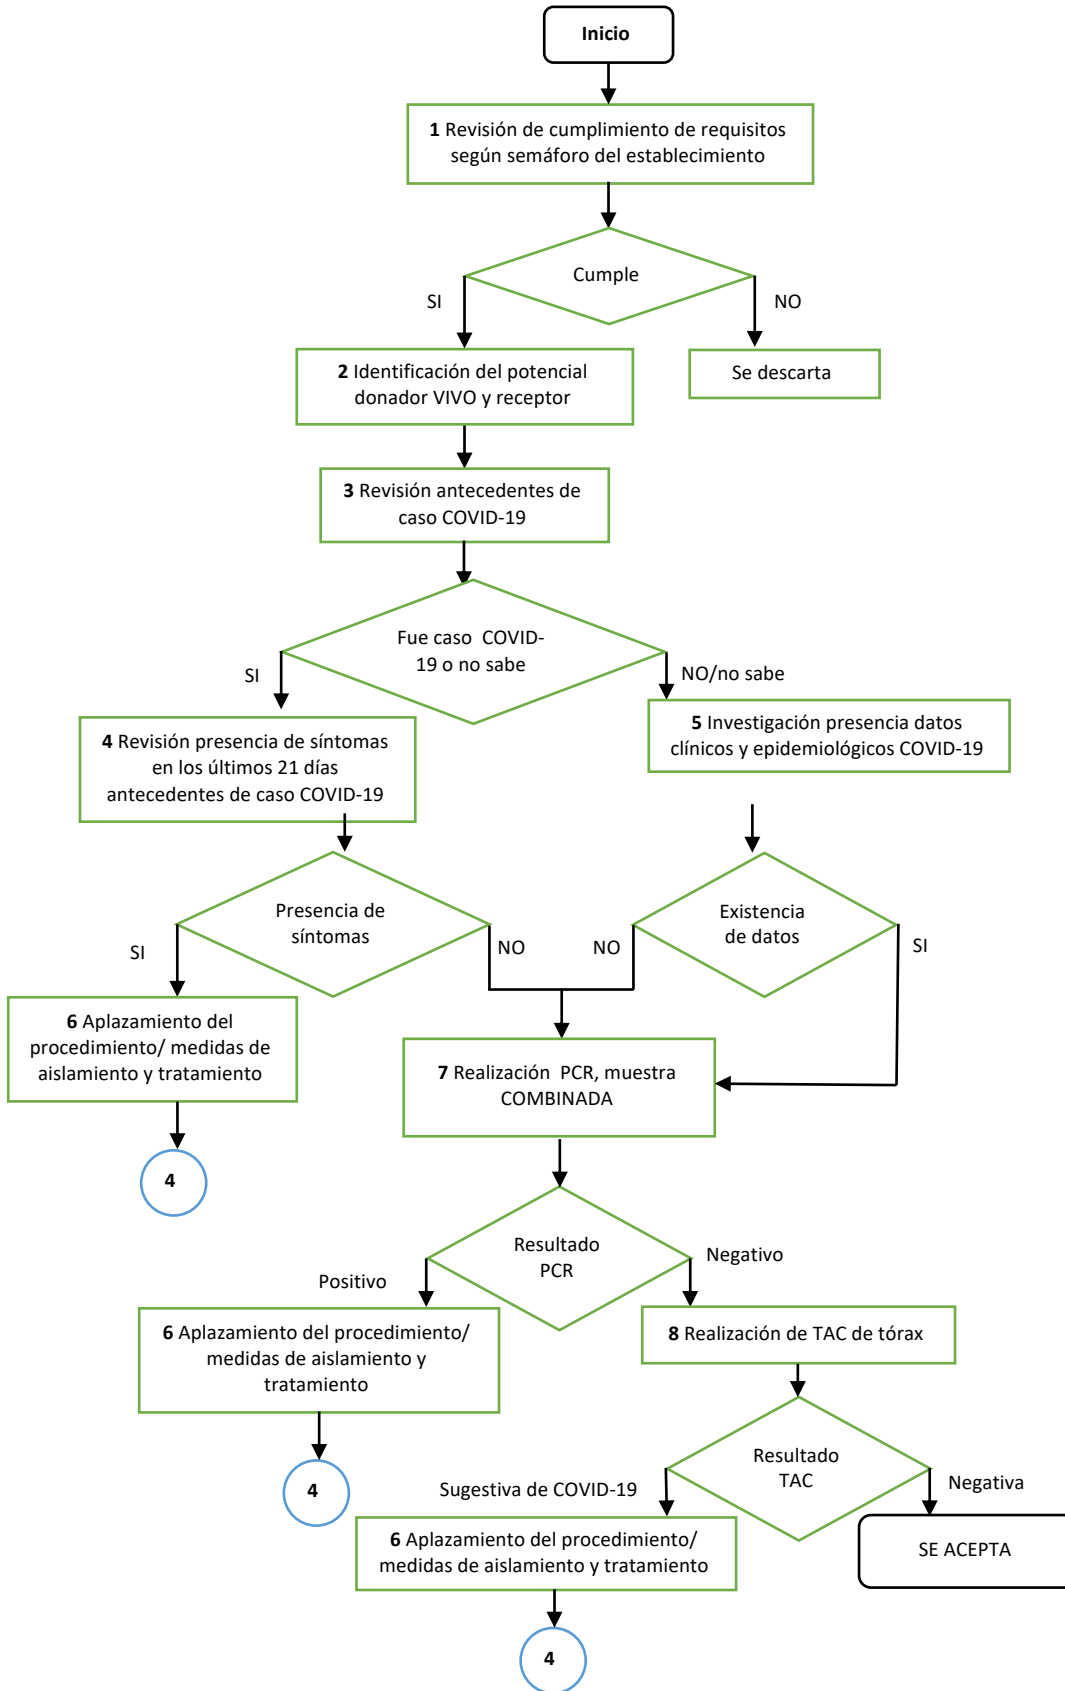 Inicio
1 Revisión de cumplimiento de requisitos
según semáforo del establecimiento
Cumple
SI
NO
2 Identificación del potencial
donador VIVO y receptor
Se descarta
3 Revisión antecedentes de
caso COVID-19
Fue caso COVID-
19 o no sabe
SI
NO/no sabe
4 Revisión presencia de síntomas
en los últimos 21 días
antecedentes de caso COVID-19
5 Investigación presencia datos
clínicos y epidemiológicos COVID-19
Presencia de
síntomas
Existencia
de datos
SI
NO
NO
SI
6 Aplazamiento del
procedimiento/ medidas de
aislamiento y tratamiento
7 Realización PCR, muestra
COMBINADA
4
Resultado
PCR
Positivo
Negativo
6 Aplazamiento del procedimiento/
medidas de aislamiento y
tratamiento
8 Realización de TAC de tórax
4
Resultado
TAC
Sugestiva de COVID-19
Negativa
6 Aplazamiento del procedimiento/
medidas de aislamiento y tratamiento
SE ACEPTA
4